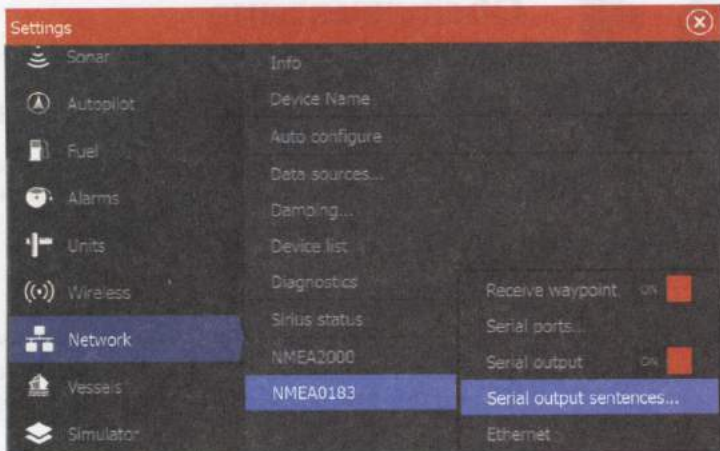 Settings
Sonar
Autopilot
Fuel
Alarms
Units
Wireless
Network
Vessels
Simulator
Info
Device Name
Auto configure
Data sources...
Damping...
Device list
Diagnostics
Sirius status
NMEA2000
NMEA0183
Receive waypoint ON
Serial ports...
Serial output ON
Serial output sentences...
Ethernet